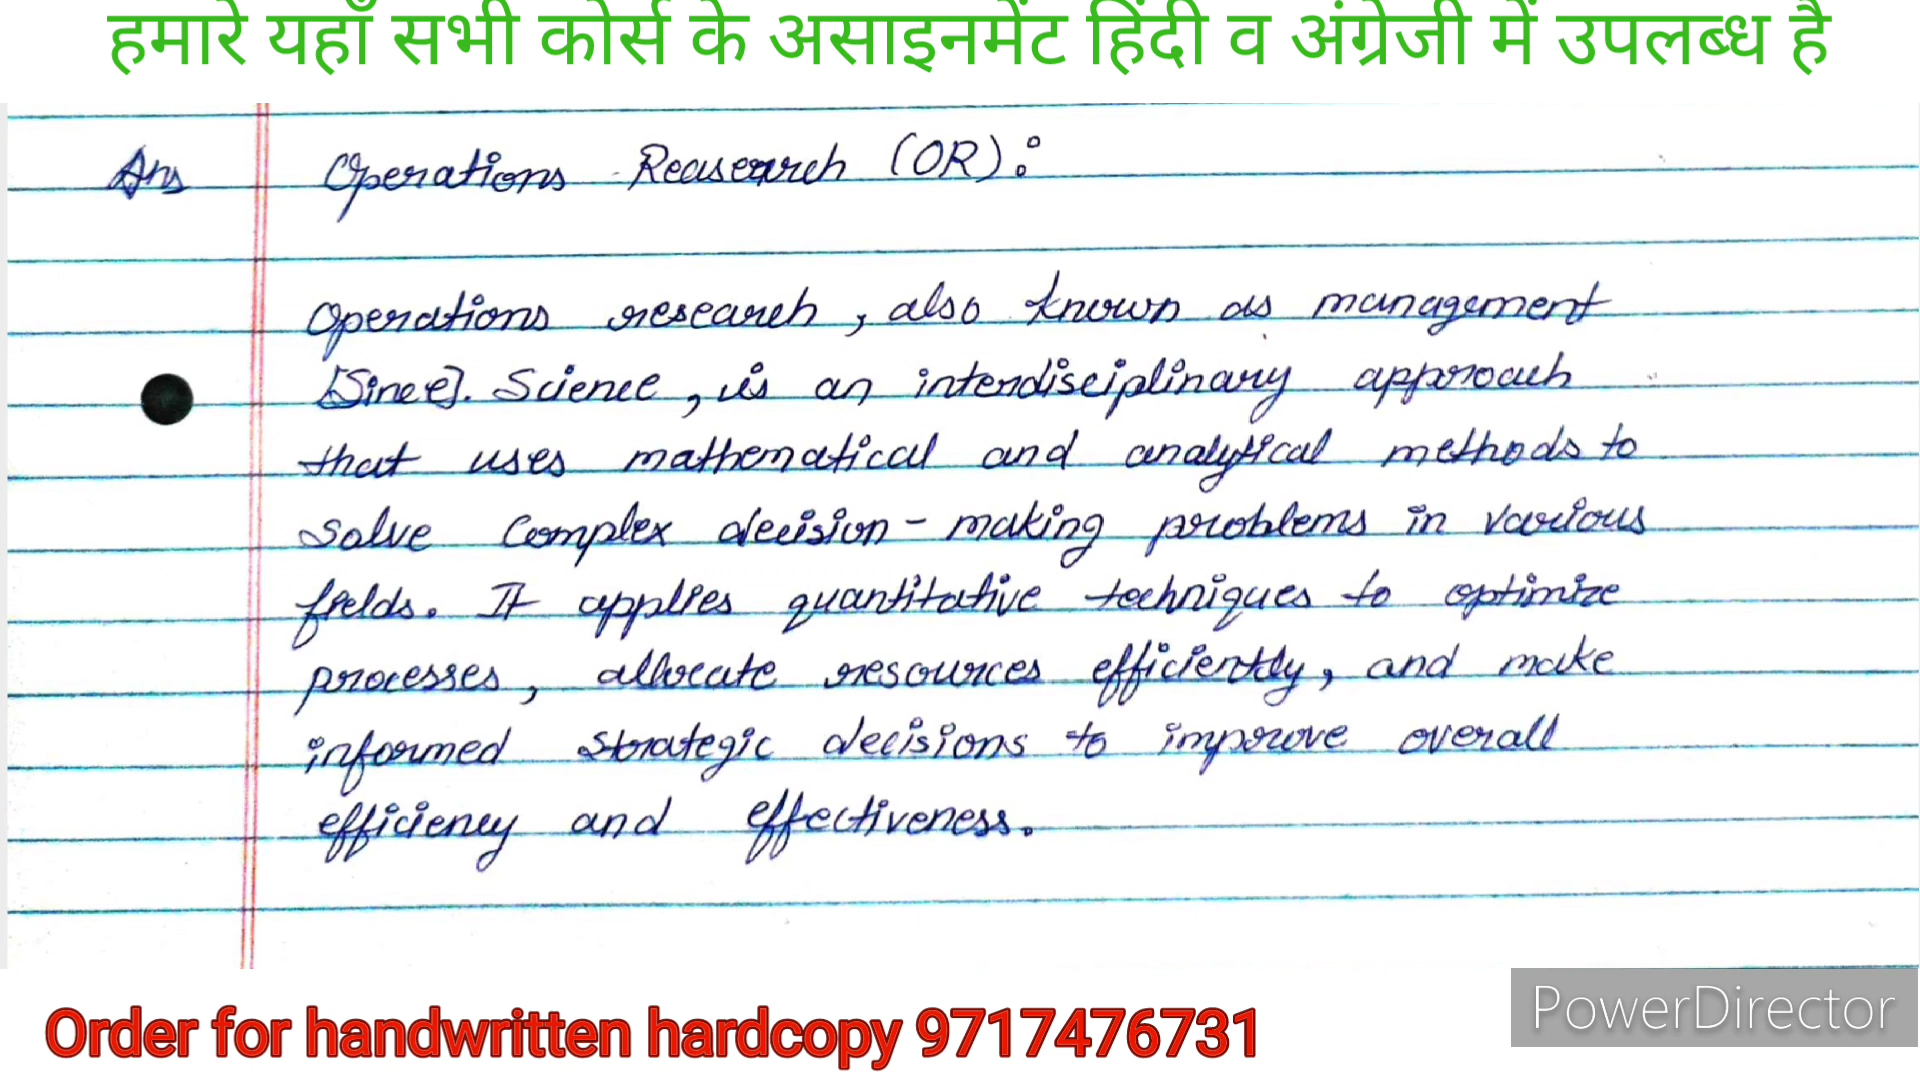 हमारे यहाँ सभी कोर्स के असाइनमेंट हिंदी व अंग्रेजी में उपलब्ध है
Ans Operations Reasearch (OR):
Operations research, also known as management
[Since]. Science, is an interdisciplinary approach
that uses mathematical and analytical methods to
solve complex decision-making problems in various
fields. It applies quantitative techniques to optimize
processes, allocate resources efficiently, and make
informed strategic decisions to improve overall
efficiency and effectiveness.
PowerDirector
Order for handwritten hardcopy 9717476731